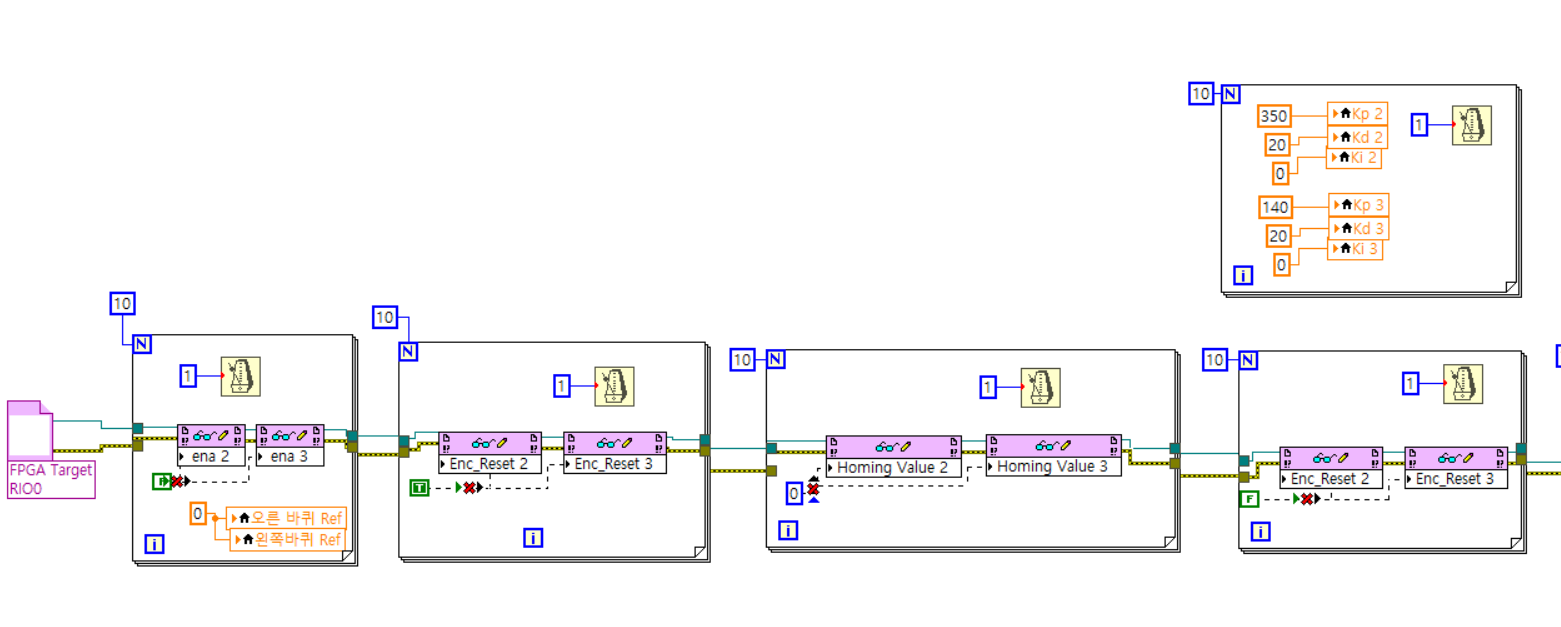 10 N
350 Kp 2
1
20 Kd 2
0 Ki 2
140 Kp 3
20 Kd 3
0 Ki 3
i
FPGA Target
RIO0
10
N
1
ena 2
ena 3
F
0
오른 바퀴 Ref
왼쪽바퀴 Ref
i
10
N
1
Enc_Reset 2
Enc_Reset 3
T
i
10 N
1
Homing Value 2
Homing Value 3
0
i
10 N
1
Enc_Reset 2
Enc_Reset 3
F
i